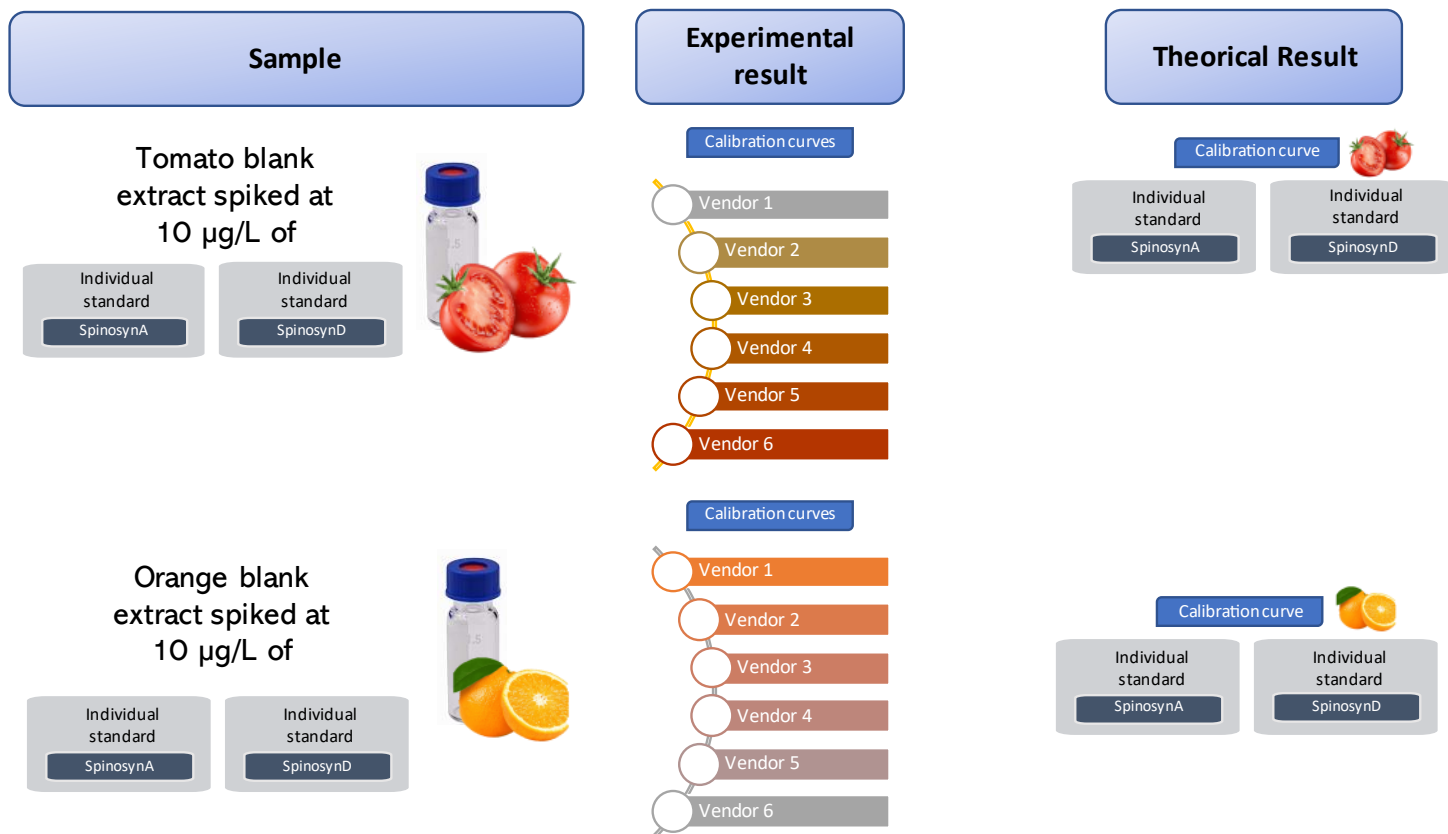 Sample
Experimental
result
Theorical Result
Tomato blank
extract spiked at
10 µg/L of
Individual
standard
SpinosynA
Individual
standard
SpinosynD
Calibration curves
Vendor 1
Vendor 2
Vendor 3
Vendor 4
Vendor 5
Vendor 6
Calibration curve
Individual
standard
SpinosynA
Individual
standard
SpinosynD
Orange blank
extract spiked at
10 µg/L of
Individual
standard
SpinosynA
Individual
standard
SpinosynD
Calibration curves
Vendor 1
Vendor 2
Vendor 3
Vendor 4
Vendor 5
Vendor 6
Calibration curve
Individual
standard
SpinosynA
Individual
standard
SpinosynD